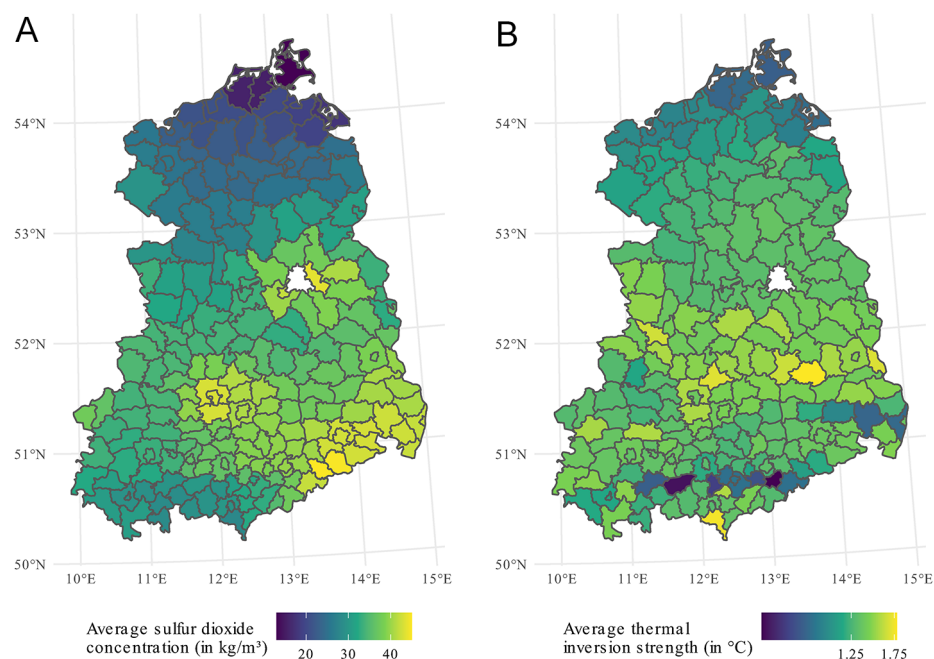 A
B
54°N
53°N
52°N
51°N
50°N
10°E 11°E 12°E 13°E 14°E 15°E
54°N
53°N
52°N
51°N
50°N
10°E 11°E 12°E 13°E 14°E 15°E
Average sulfur dioxide
concentration (in kg/m³)
20 30 40
Average thermal
inversion strength (in °C)
1.25 1.75